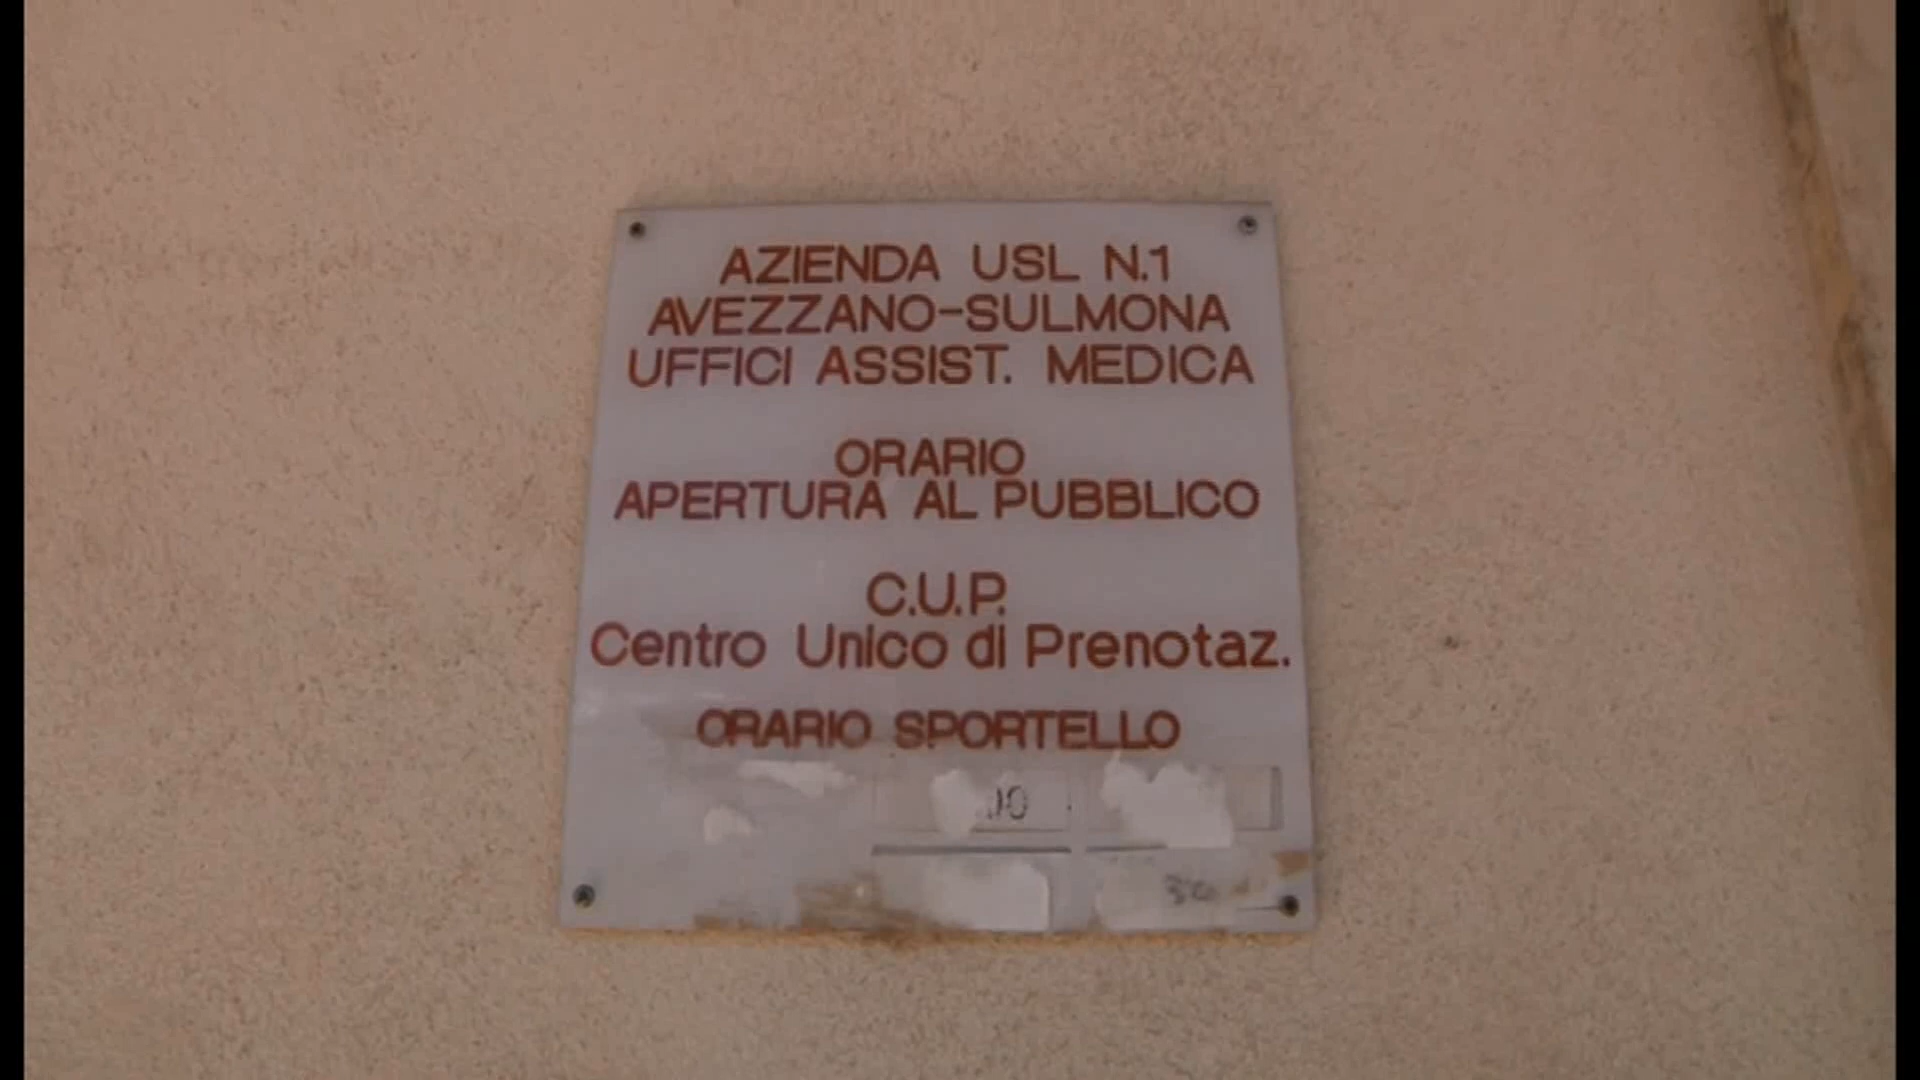 AZIENDA USL N.1
AVEZZANO-SULMONA
UFFICI ASSIST. MEDICA
ORARIO
APERTURA AL PUBBLICO
C.U.P.
Centro Unico di Prenotaz.
ORARIO SPORTELLO